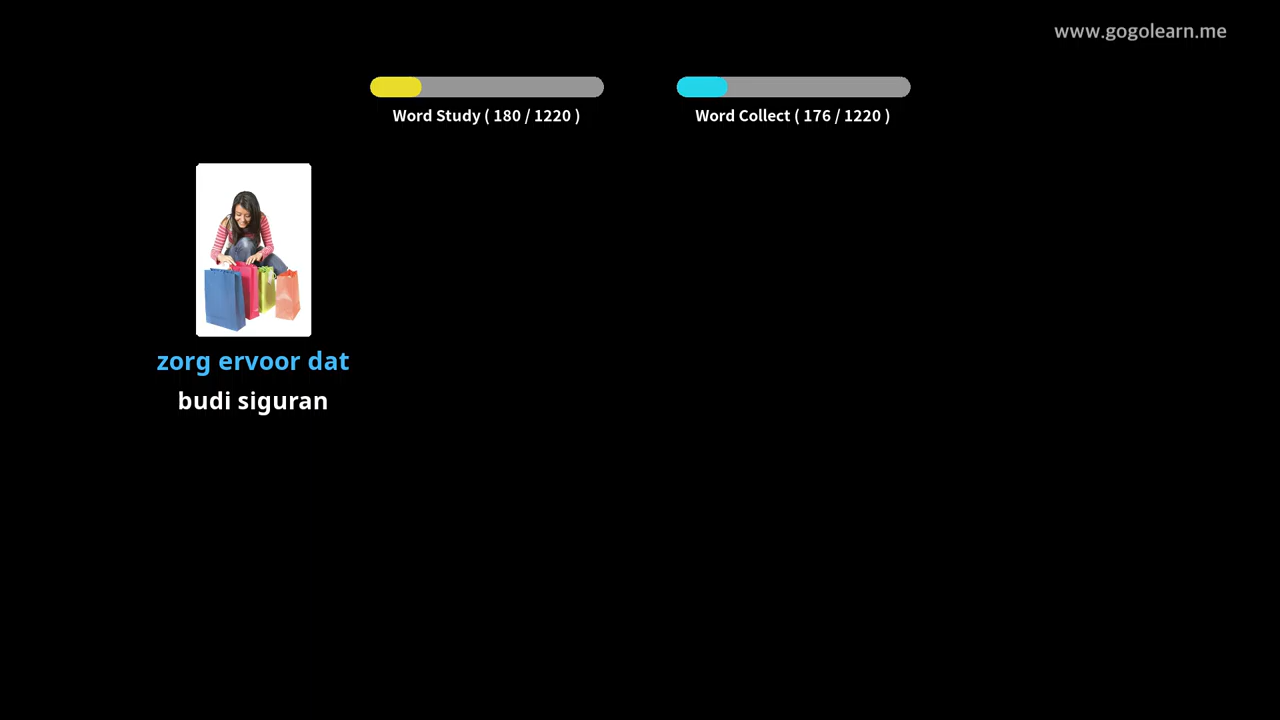 www.gogolearn.me
Word Study ( 180 / 1220 )
Word Collect ( 176 / 1220 )
zorg ervoor dat
budi siguran